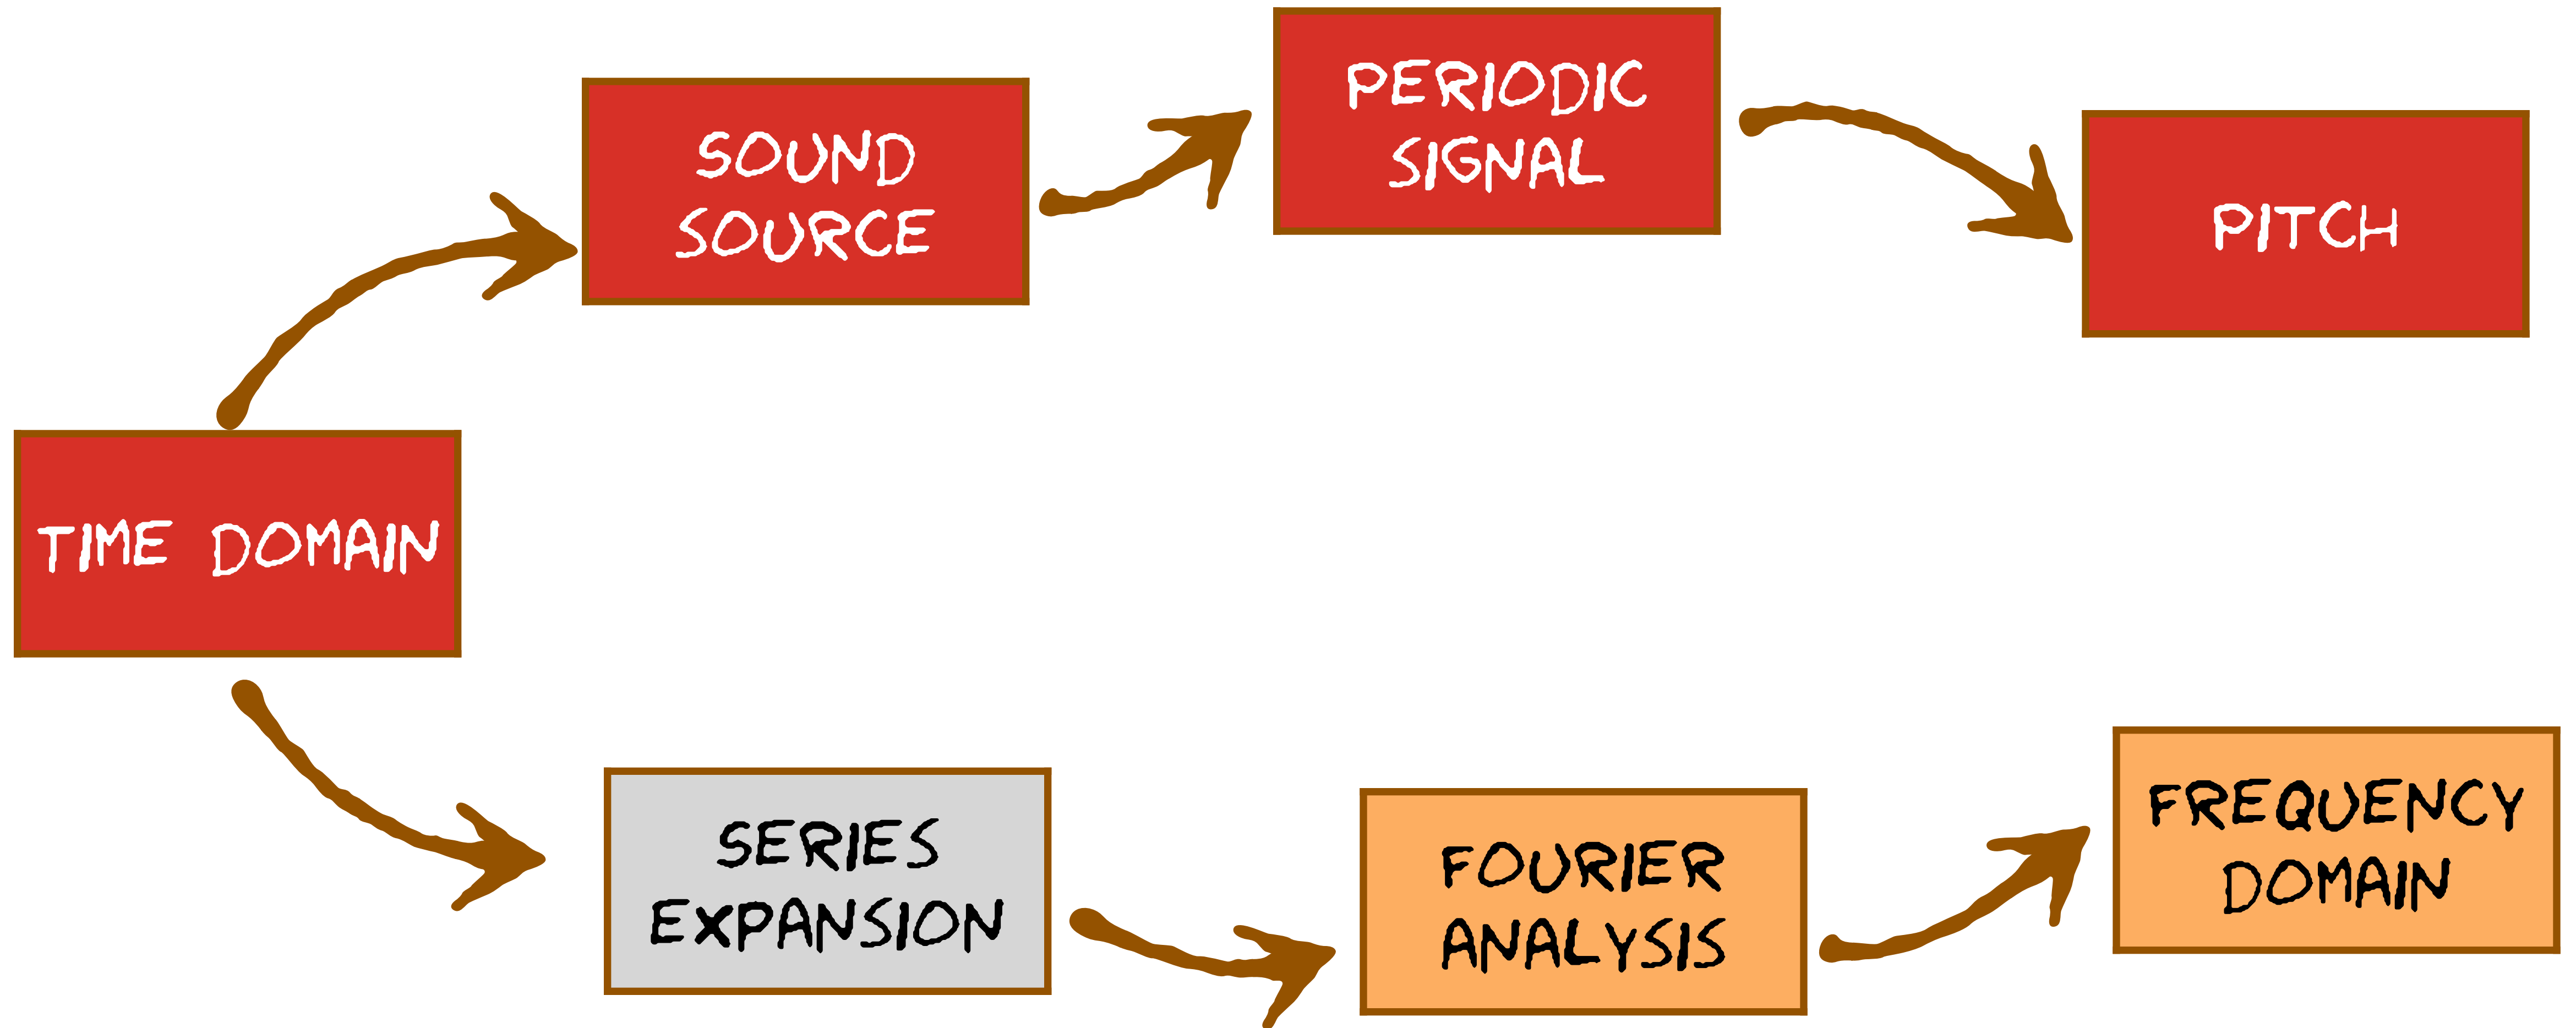 PERIODIC
SIGNAL
SOUND
SOURCE
PITCH
TIME DOMAIN
SERIES
EXPANSION
FOURIER
ANALYSIS
FREQUENCY
DOMAIN